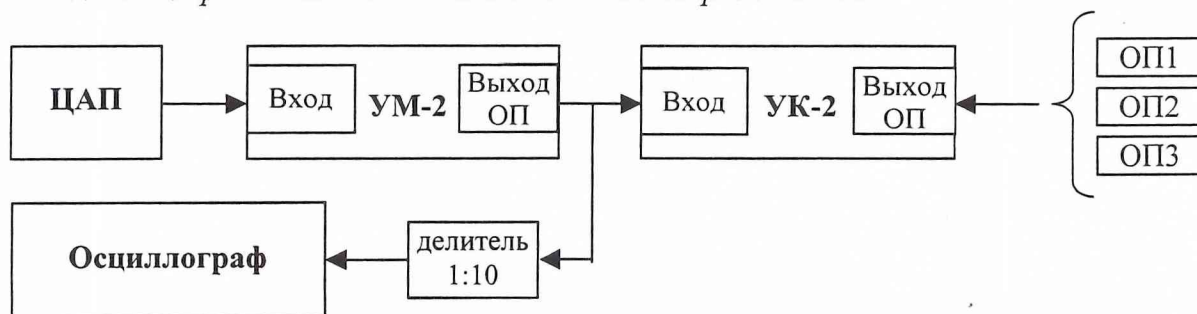 ЦАП
Вход
УМ-2
Выход
ОП
Вход
УК-2
Выход
ОП
ОП1
ОП2
ОП3
Осциллограф
делитель
1:10